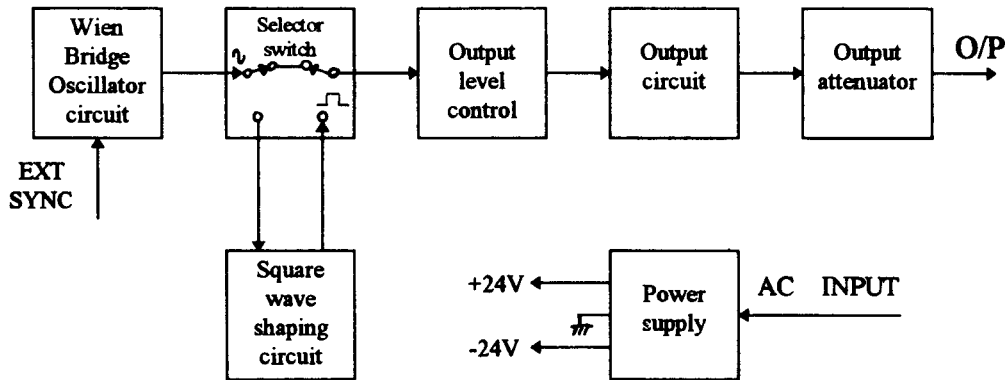 Wien
Bridge
Oscillator
circuit
EXT
SYNC
Selector
switch
Output
level
control
Output
circuit
Output
attenuator
O/P
Square
wave
shaping
circuit
+24V
-24V
Power
supply
AC INPUT